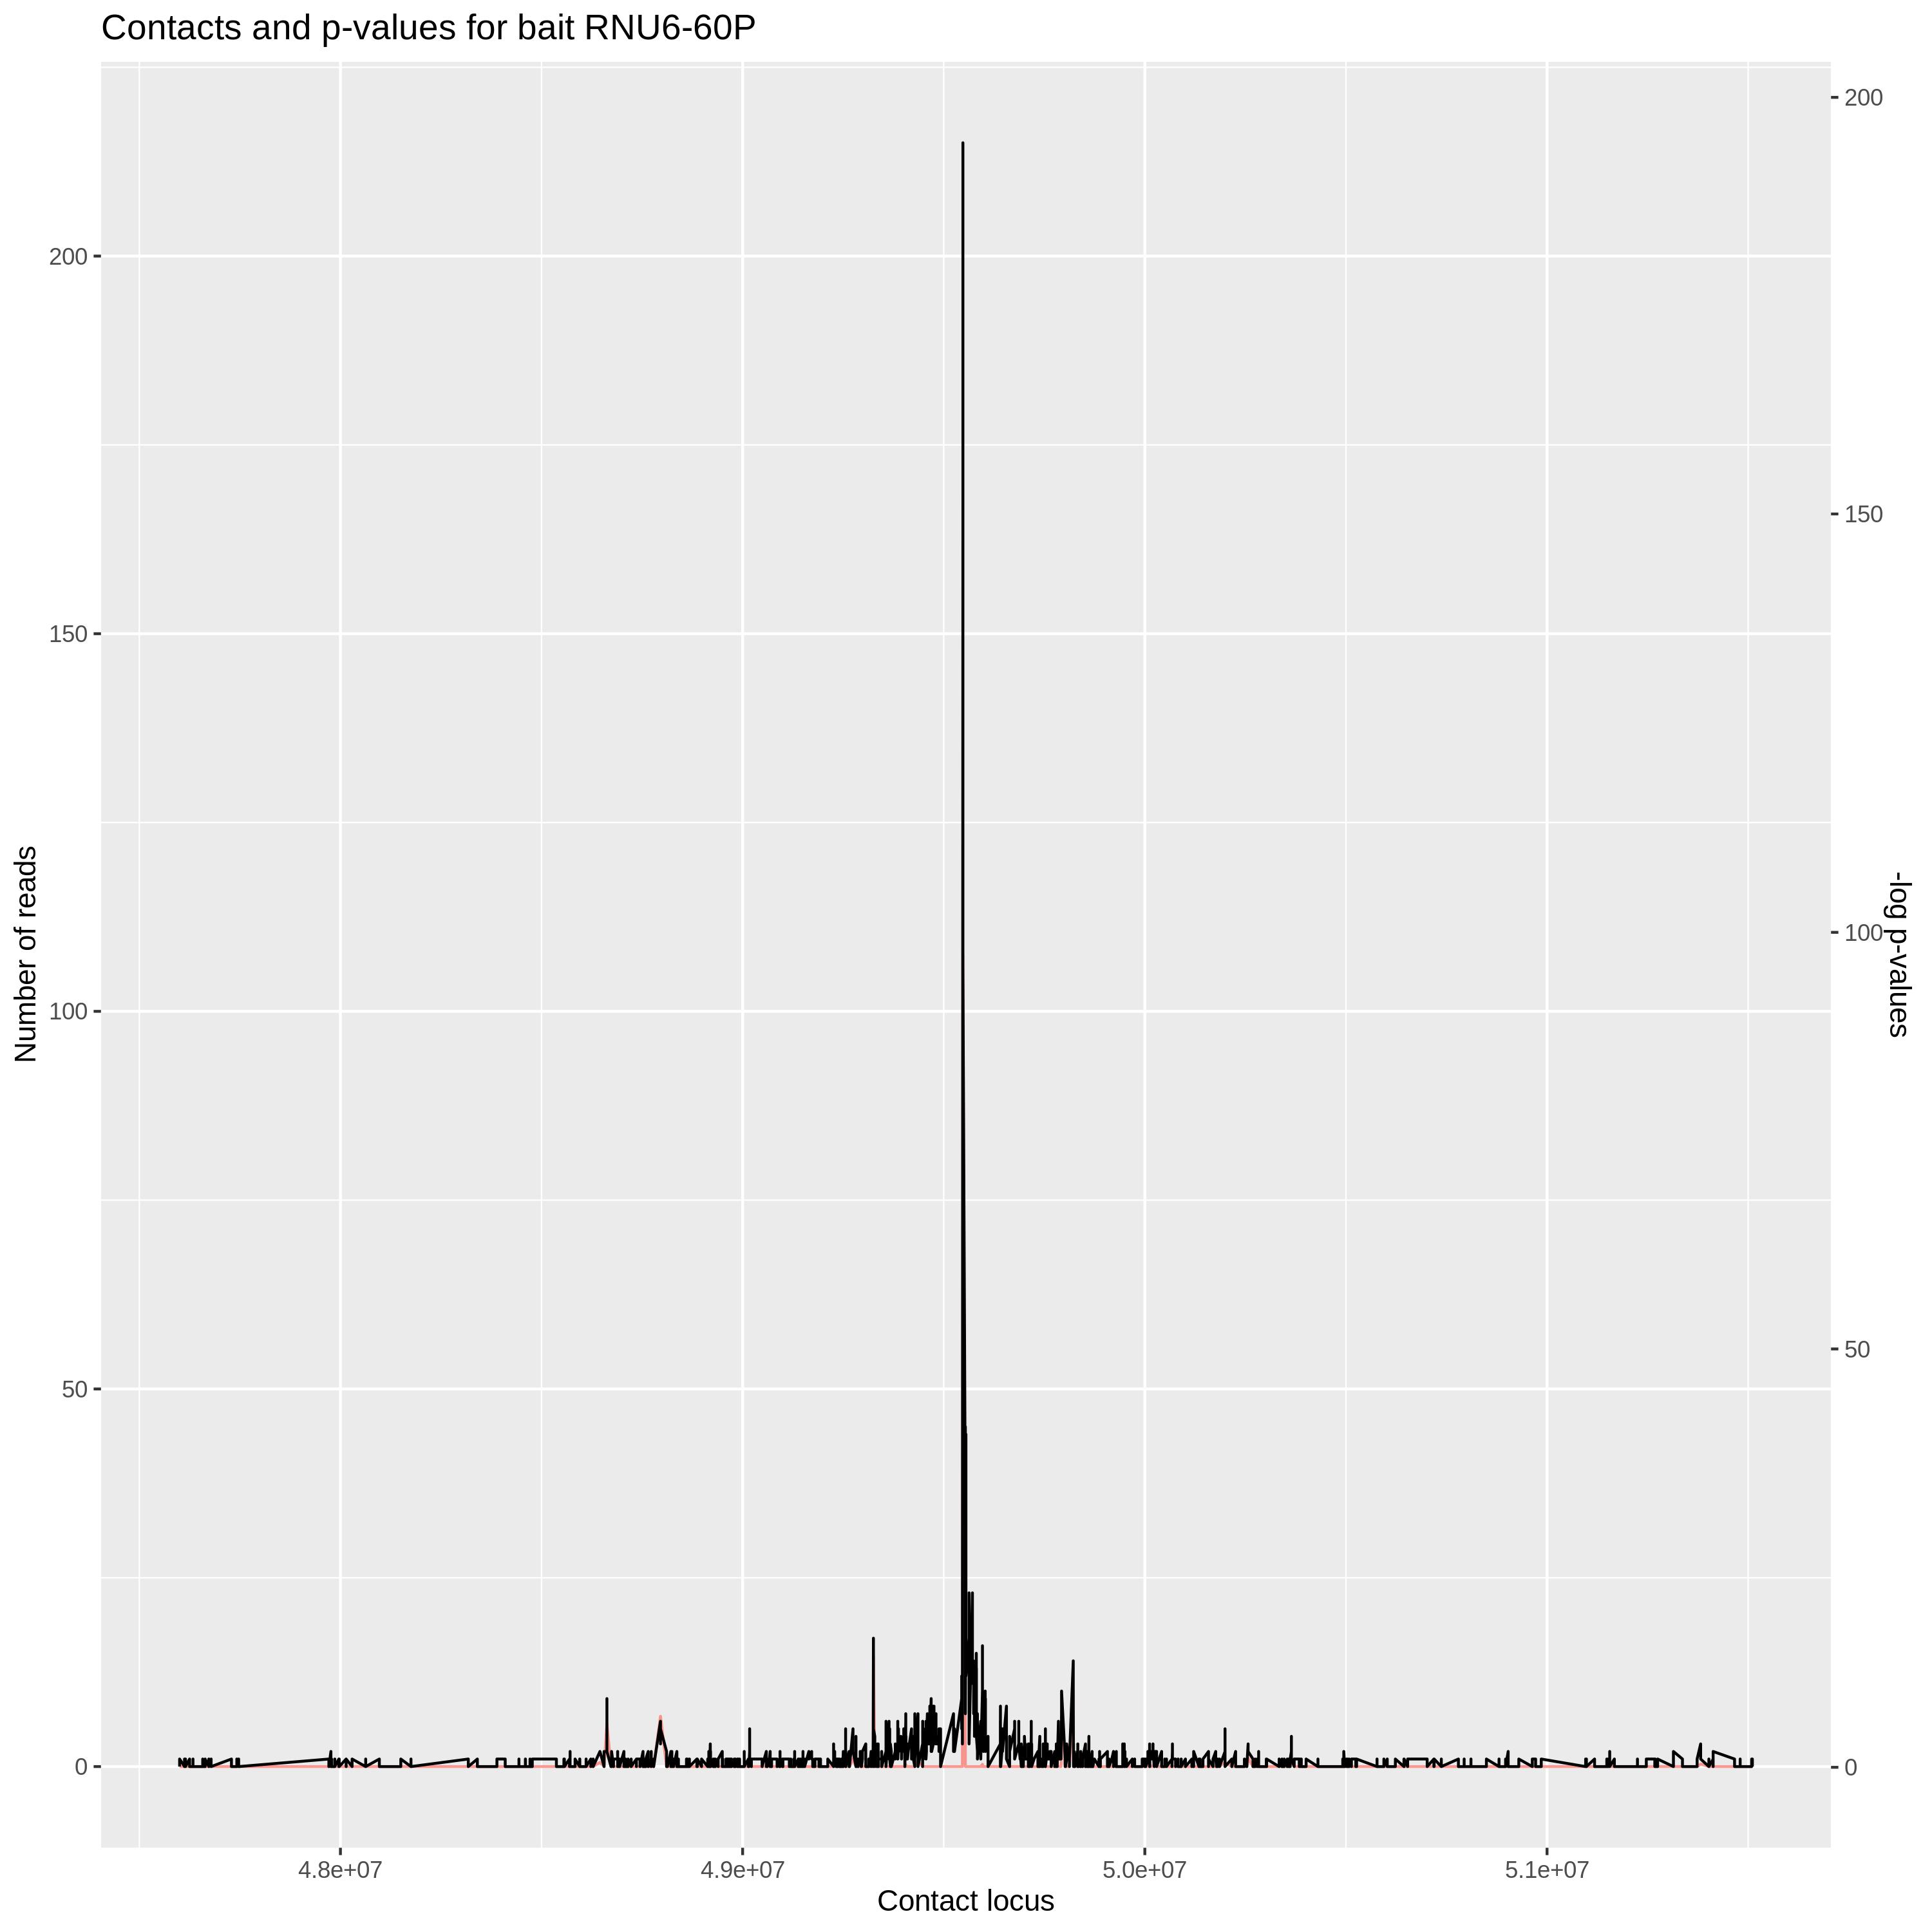 Contacts and p-values for bait RNU6-60P
200
150
100
50
0
Number of reads
200
150
100
50
0
-log p-values
4.8e+07 4.9e+07 5.0e+07 5.1e+07
Contact locus